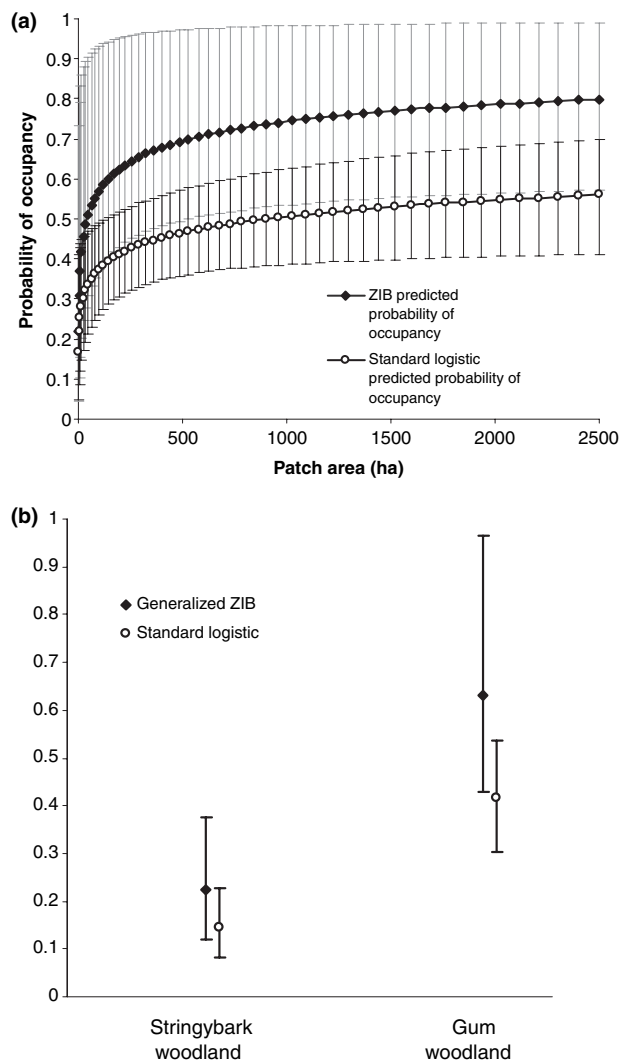 (a)
1
0.9
0.8
0.7
0.6
0.5
0.4
0.3
0.2
0.1
0
Probability of occupancy
ZIB predicted
probability of
occupancy
Standard logistic
predicted probability of
occupancy
0 500 1000 1500 2000 2500
Patch area (ha)
(b)
1
0.9
0.8
0.7
0.6
0.5
0.4
0.3
0.2
0.1
0
Generalized ZIB
Standard logistic
Stringybark
woodland
Gum
woodland